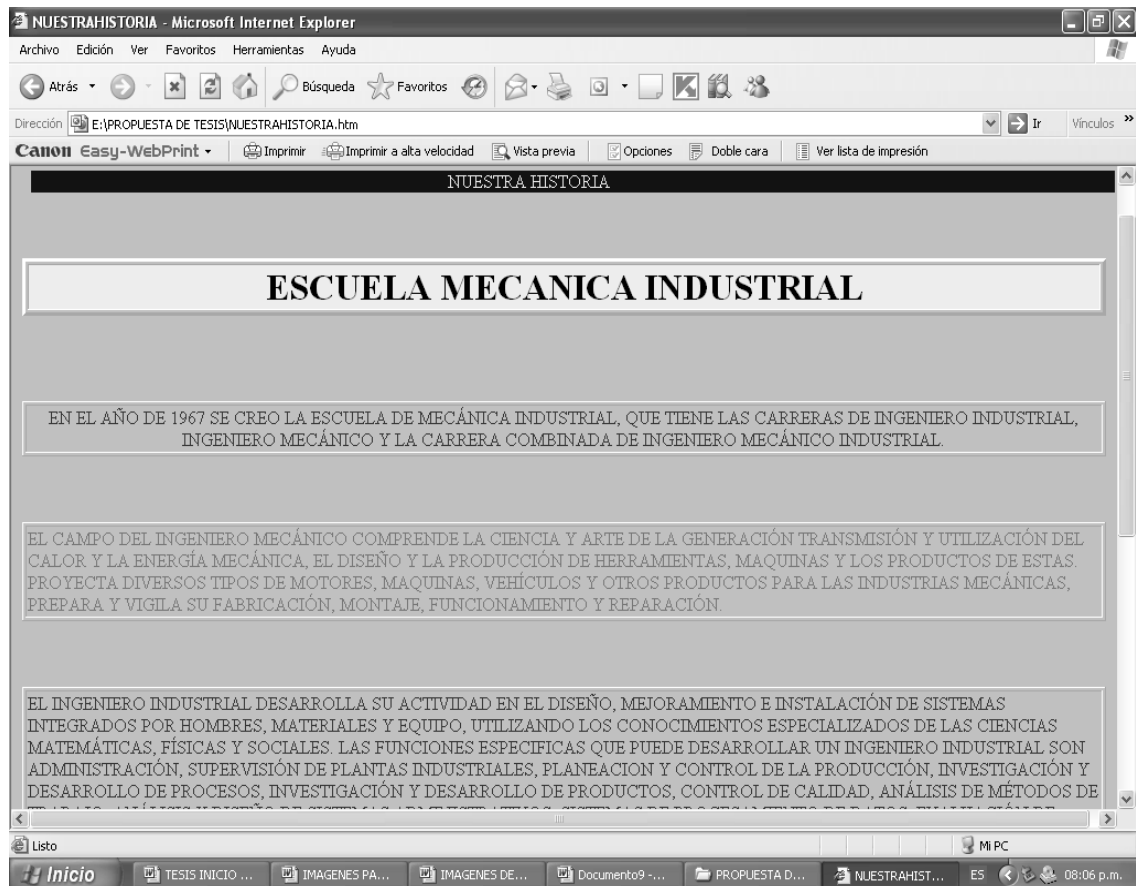 NUESTRAHISTORIA - Microsoft Internet Explorer
Archivo Edición Ver Favoritos Herramientas Ayuda
Atrás Búsqueda Favoritos
Dirección E:\PROPUESTA DE TESIS\NUESTRAHISTORIA.htm Ir Vínculos »
Canon Easy-WebPrint Imprimir Imprimir a alta velocidad Vista previa Opciones Doble cara Ver lista de impresión
NUESTRA HISTORIA
ESCUELA MECANICA INDUSTRIAL
EN EL AÑO DE 1967 SE CREO LA ESCUELA DE MECÁNICA INDUSTRIAL, QUE TIENE LAS CARRERAS DE INGENIERO INDUSTRIAL,
INGENIERO MECÁNICO Y LA CARRERA COMBINADA DE INGENIERO MECÁNICO INDUSTRIAL.
EL CAMPO DEL INGENIERO MECÁNICO COMPRENDE LA CIENCIA Y ARTE DE LA GENERACIÓN TRANSMISIÓN Y UTILIZACIÓN DEL
CALOR Y LA ENERGÍA MECÁNICA, EL DISEÑO Y LA PRODUCCIÓN DE HERRAMIENTAS, MAQUINAS Y LOS PRODUCTOS DE ESTAS.
PROYECTA DIVERSOS TIPOS DE MOTORES, MAQUINAS, VEHÍCULOS Y OTROS PRODUCTOS PARA LAS INDUSTRIAS MECÁNICAS,
PREPARA Y VIGILA SU FABRICACIÓN, MONTAJE, FUNCIONAMIENTO Y REPARACIÓN.
EL INGENIERO INDUSTRIAL DESARROLLA SU ACTIVIDAD EN EL DISEÑO, MEJORAMIENTO E INSTALACIÓN DE SISTEMAS
INTEGRADOS POR HOMBRES, MATERIALES Y EQUIPO, UTILIZANDO LOS CONOCIMIENTOS ESPECIALIZADOS DE LAS CIENCIAS
MATEMÁTICAS, FÍSICAS Y SOCIALES. LAS FUNCIONES ESPECIFICAS QUE PUEDE DESARROLLAR UN INGENIERO INDUSTRIAL SON
ADMINISTRACIÓN, SUPERVISIÓN DE PLANTAS INDUSTRIALES, PLANEACION Y CONTROL DE LA PRODUCCIÓN, INVESTIGACIÓN Y
DESARROLLO DE PROCESOS, INVESTIGACIÓN Y DESARROLLO DE PRODUCTOS, CONTROL DE CALIDAD, ANÁLISIS DE MÉTODOS DE
Listo Mi PC
Inicio TESIS INICIO ... IMAGENES PA... IMAGENES DE... Documento9 -... PROPUESTA D... NUESTRAHIST... ES 08:06 p.m.